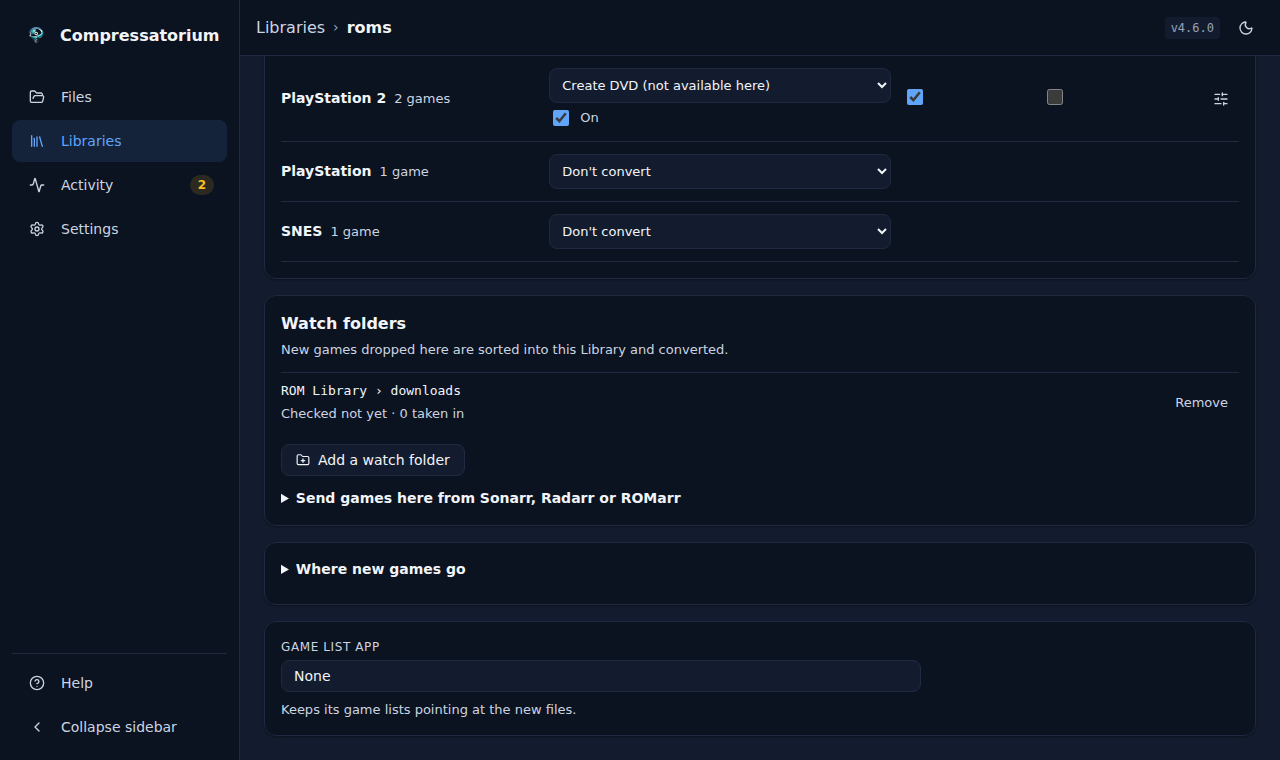 Compressatorium
Libraries › roms
v4.6.0
Files
Libraries
Activity 2
Settings
Help
Collapse sidebar
PlayStation 2 2 games
Create DVD (not available here)
On
PlayStation 1 game
Don't convert
SNES 1 game
Don't convert
Watch folders
New games dropped here are sorted into this Library and converted.
ROM Library › downloads
Checked not yet · 0 taken in
Remove
Add a watch folder
Send games here from Sonarr, Radarr or ROMarr
Where new games go
GAME LIST APP
None
Keeps its game lists pointing at the new files.